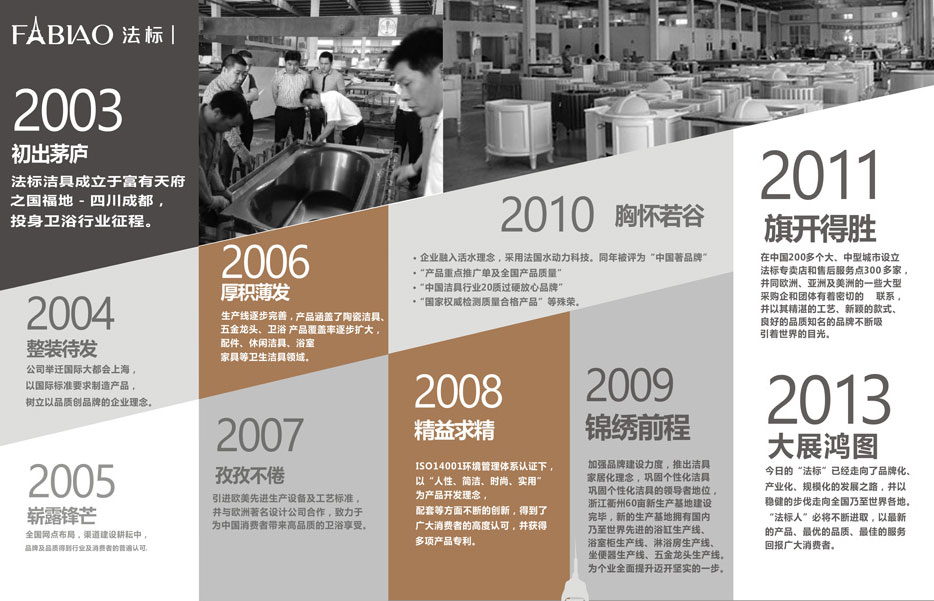 FABIAO 法标
2003
初出茅庐
法标洁具成立于富有天府
之国福地－四川成都，
投身卫浴行业征程。
2004
整装待发
公司举迁国际大都会上海，
以国际标准要求制造产品，
树立以品质创品牌的企业理念。
2005
崭露锋芒
全国网点布局，渠道建设耕耘中，
品牌及品质得到行业及消费者的普遍认可.
2006
厚积薄发
生产线逐步完善，产品涵盖了陶瓷洁具、
五金龙头、卫浴 产品覆盖率逐步扩大，
配件、休闲洁具、浴室
家具等卫生洁具领域。
2007
孜孜不倦
引进欧美先进生产设备及工艺标准，
并与欧洲著名设计公司合作，致力于
为中国消费者带来高品质的卫浴享受。
2008
精益求精
ISO14001环境管理体系认证下，
以“人性、简洁、时尚、实用”
为产品开发理念，
配套等方面不断的创新，得到了
广大消费者的高度认可，并获得
多项产品专利。
2009
锦绣前程
加强品牌建设力度，推出洁具
家居化理念，巩固个性化洁具
巩固个性化洁具的领导者地位，
浙江衢州60亩新生产基地建设
完毕，新的生产基地拥有国内
乃至世界先进的浴缸生产线、
浴室柜生产线、淋浴房生产线、
坐便器生产线、五金龙头生产线。
为个业全面提升迈开坚实的一步。
2010 胸怀若谷
• 企业融入活水理念，采用法国水动力科技。同年被评为“中国著品牌”
• “产品重点推广单及全国产品质量”
• “中国洁具行业20质过硬放心品牌”
• “国家权威检测质量合格产品”等殊荣。
2011
旗开得胜
在中国200多个大、中型城市设立
法标专卖店和售后服务点300多家，
并同欧洲、亚洲及美洲的一些大型
采购企和团体有着密切的 联系，
并以其精湛的工艺、新颖的款式、
良好的品质知名的品牌不断吸
引着世界的目光。
2013
大展鸿图
今日的“法标”已经走向了品牌化、
产业化、规模化的发展之路，并以
稳健的步伐走向全国乃至世界各地。
“法标人”必将不断进取，以最新
的产品、最优的品质、最佳的服务
回报广大消费者。